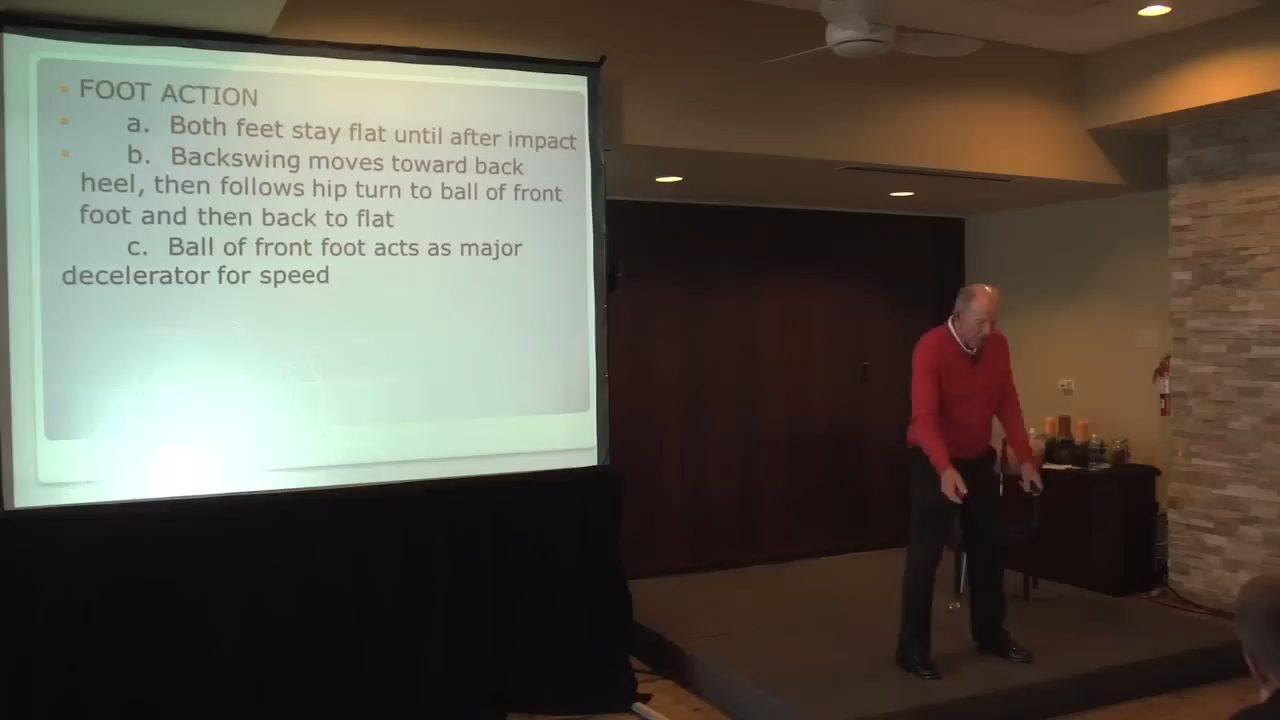 FOOT ACTION
a. Both feet stay flat until after impact
b. Backswing moves toward back
heel, then follows hip turn to ball of front
foot and then back to flat
c. Ball of front foot acts as major
decelerator for speed